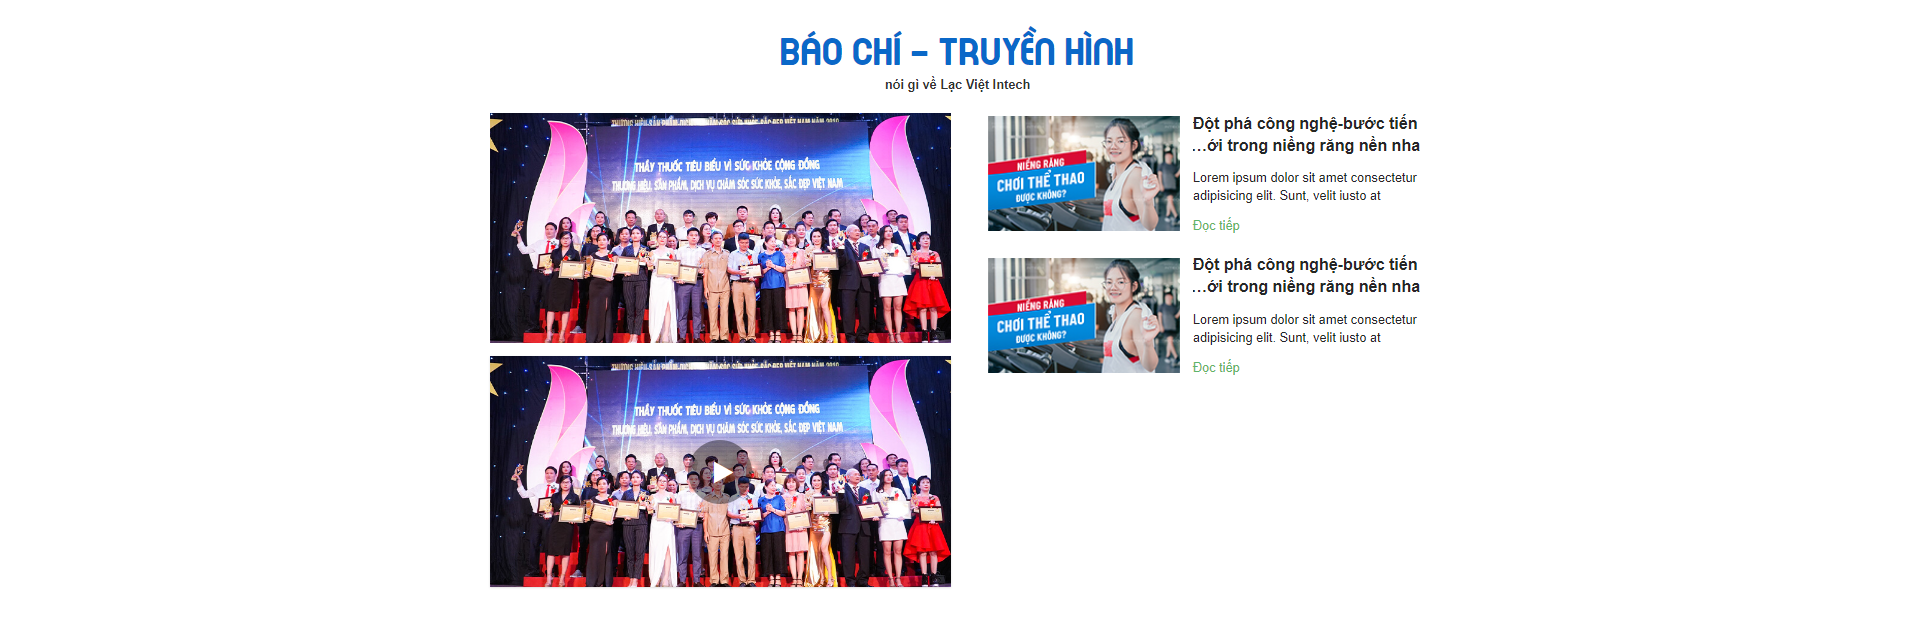 BÁO CHÍ – TRUYỀN HÌNH
nói gì về Lạc Việt Intech
THẦY THUỐC TIÊU BIỂU VÌ SỨC KHỎE CỘNG ĐỒNG
THƯƠNG HIỆU, SẢN PHẨM, DỊCH VỤ CHĂM SÓC SỨC KHỎE, SẮC ĐẸP VIỆT NAM
THẦY THUỐC TIÊU BIỂU VÌ SỨC KHỎE CỘNG ĐỒNG
THƯƠNG HIỆU, SẢN PHẨM, DỊCH VỤ CHĂM SÓC SỨC KHỎE, SẮC ĐẸP VIỆT NAM
NIỀNG RĂNG
CHƠI THỂ THAO
ĐƯỢC KHÔNG?
Đột phá công nghệ-bước tiến
...ới trong niềng răng nền nha
Lorem ipsum dolor sit amet consectetur
adipisicing elit. Sunt, velit iusto at
Đọc tiếp
NIỀNG RĂNG
CHƠI THỂ THAO
ĐƯỢC KHÔNG?
Đột phá công nghệ-bước tiến
...ới trong niềng răng nền nha
Lorem ipsum dolor sit amet consectetur
adipisicing elit. Sunt, velit iusto at
Đọc tiếp